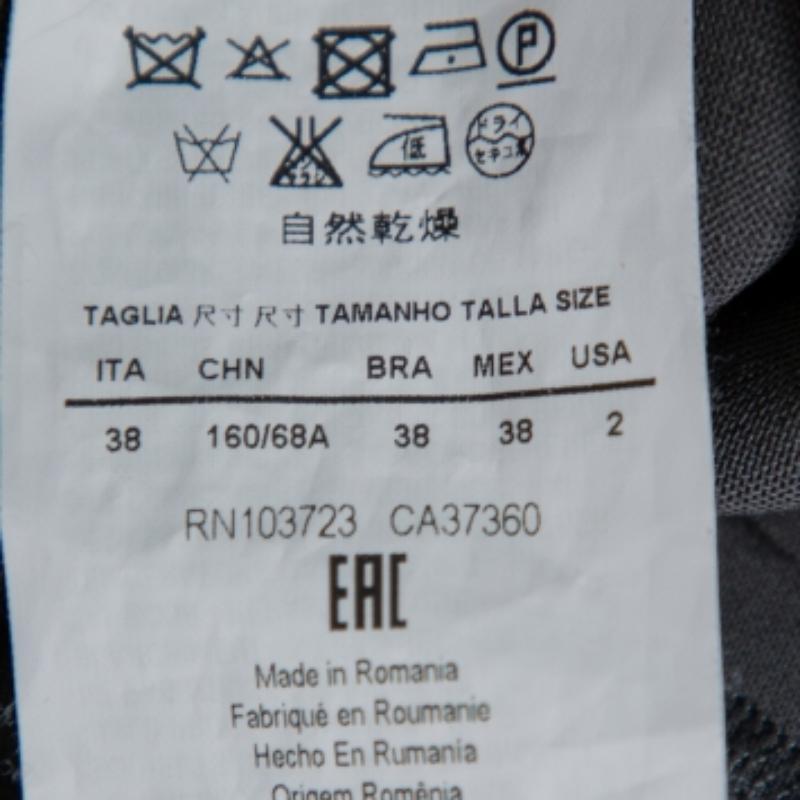 P
低
ドライ
セキユ系
自然乾燥
TAGLIA 尺寸 尺寸 TAMANHO TALLA SIZE
ITA CHN BRA MEX USA
38 160/68A 38 38 2
RN103723 CA37360
EAC
Made in Romania
Fabriqué en Roumanie
Hecho En Rumanía
Origem Romênia